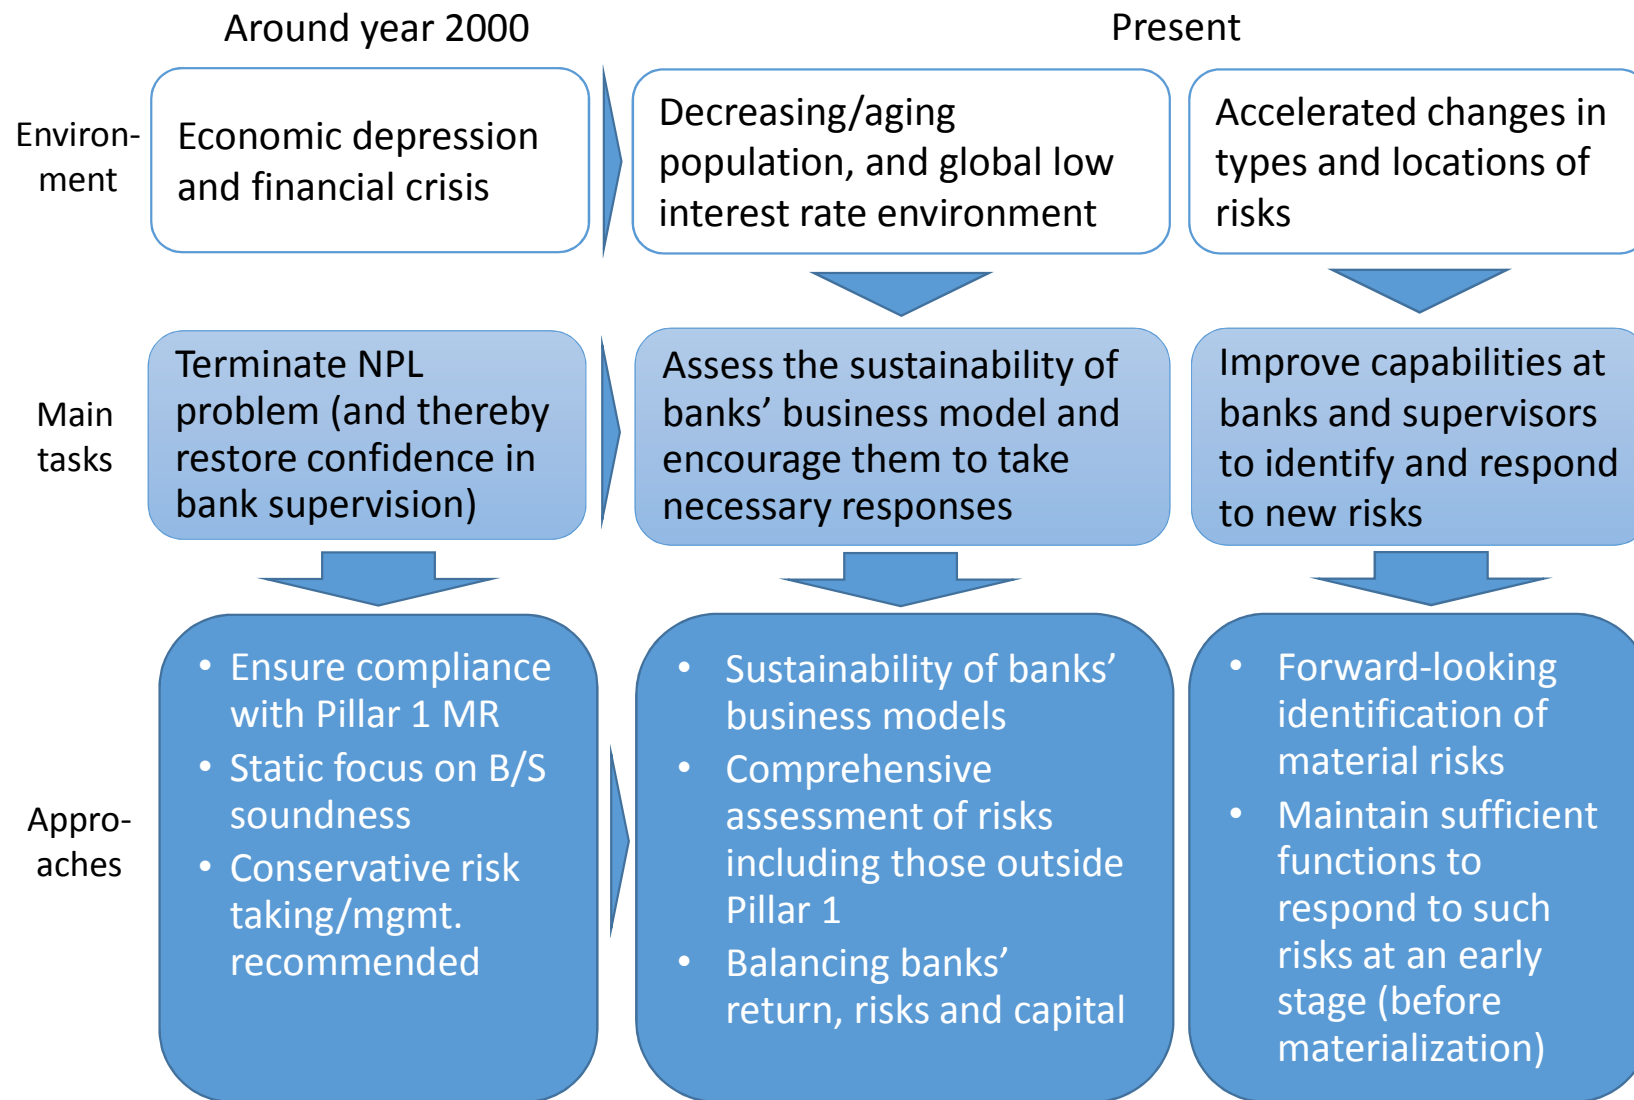 Around year 2000
Present
Environ-
ment
Economic depression
and financial crisis
Decreasing/aging
population, and global low
interest rate environment
Accelerated changes in
types and locations of
risks
Main
tasks
Terminate NPL
problem (and thereby
restore confidence in
bank supervision)
Assess the sustainability of
banks’ business model and
encourage them to take
necessary responses
Improve capabilities at
banks and supervisors
to identify and respond
to new risks
Appro-
aches
• Ensure compliance
with Pillar 1 MR
• Static focus on B/S
soundness
• Conservative risk
taking/mgmt.
recommended
• Sustainability of banks’
business models
• Comprehensive
assessment of risks
including those outside
Pillar 1
• Balancing banks’
return, risks and capital
• Forward-looking
identification of
material risks
• Maintain sufficient
functions to
respond to such
risks at an early
stage (before
materialization)